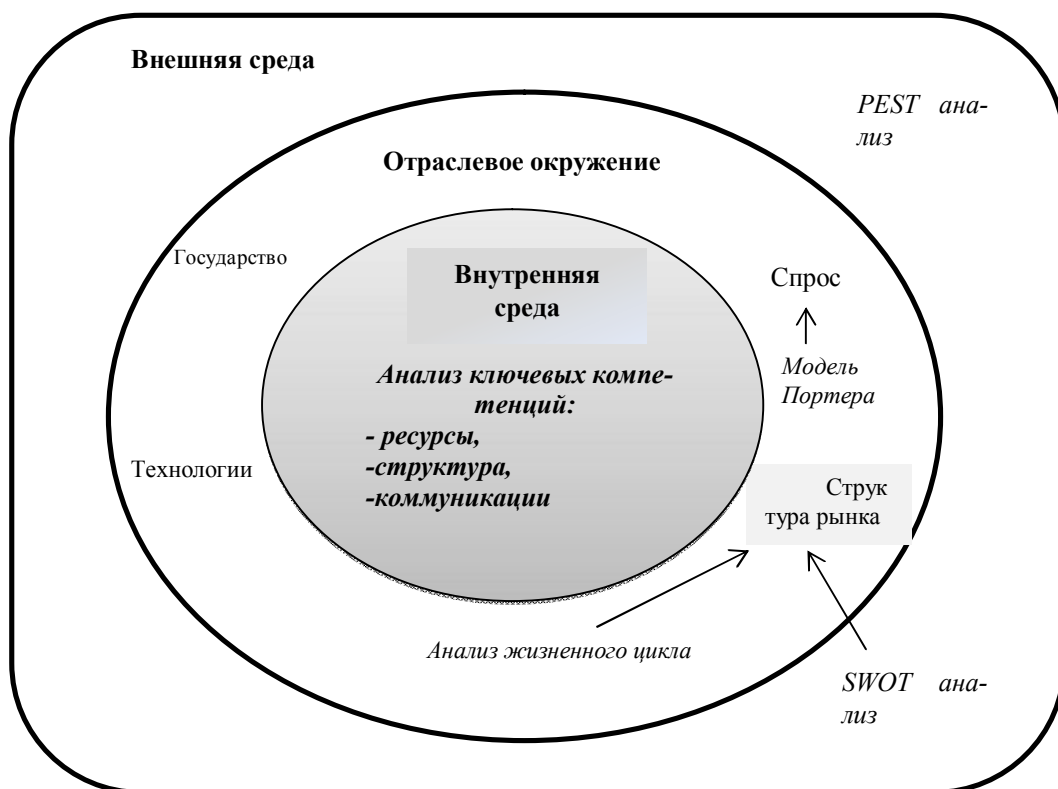 Внешняя среда
PEST ана-
лиз
Отраслевое окружение
Государство
Внутренняя
среда
Спрос
Анализ ключевых компе-
тенций:
- ресурсы,
-структура,
-коммуникации
Модель
Портера
Технологии
Струк
тура рынка
Анализ жизненного цикла
SWOT ана-
лиз